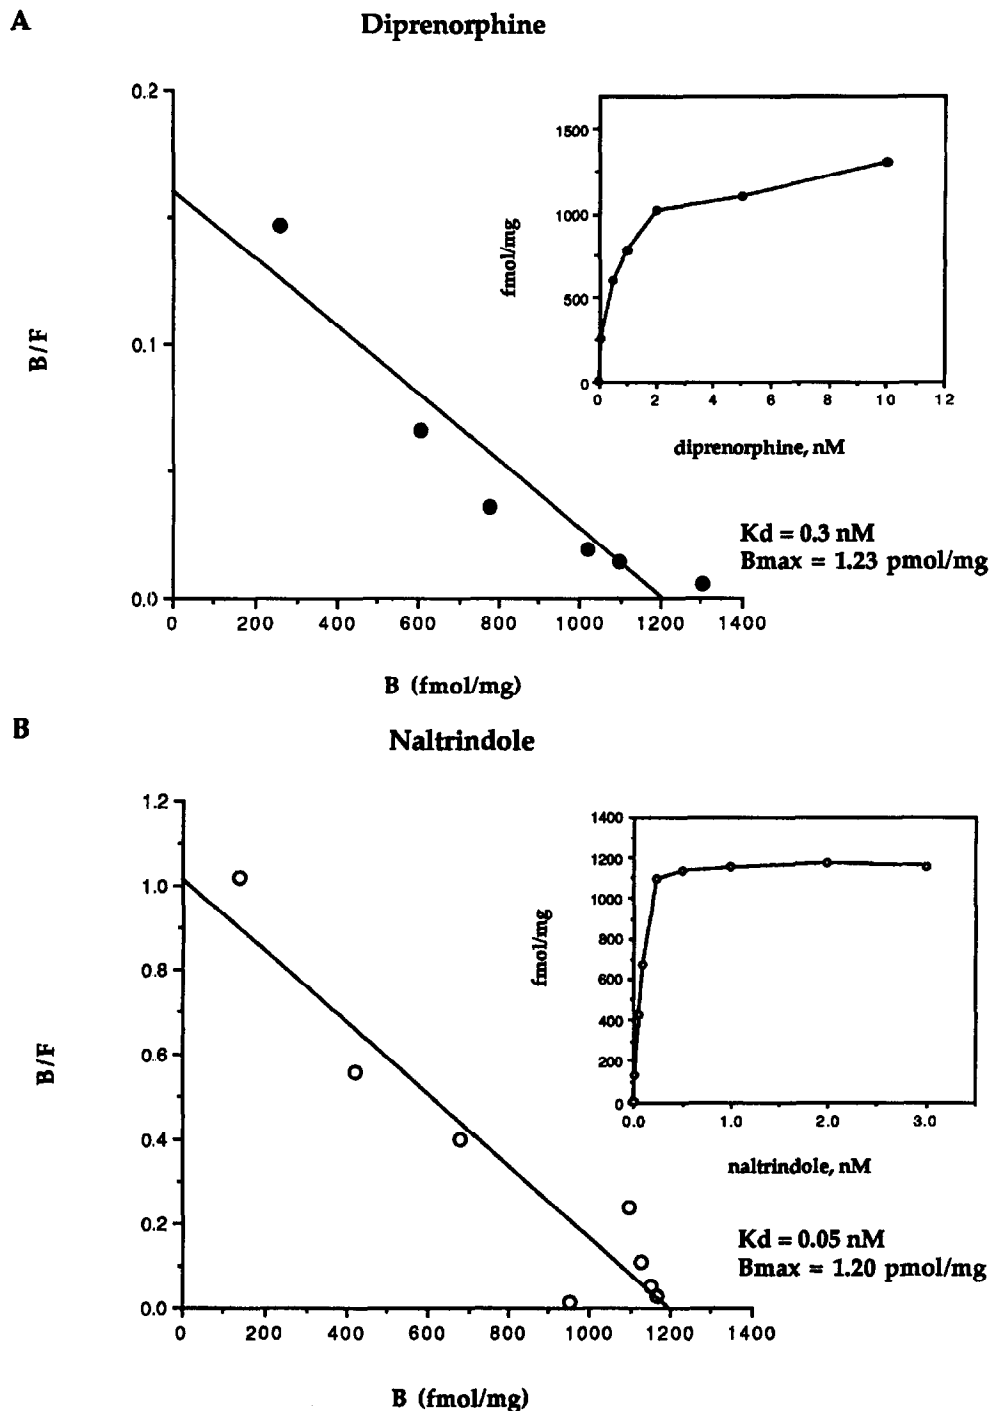 A
Diprenorphine
0.2
0.1
0.0
B/F
0 200 400 600 800 1000 1200 1400
B (fmol/mg)
1500
1000
500
0
fmol/mg
0 2 4 6 8 10 12
diprenorphine, nM
Kd = 0.3 nM
Bmax = 1.23 pmol/mg
B
Naltrindole
1.2
1.0
0.8
0.6
0.4
0.2
0.0
B/F
0 200 400 600 800 1000 1200 1400
B (fmol/mg)
1400
1200
1000
800
600
400
200
0
fmol/mg
0.0 1.0 2.0 3.0
naltrindole, nM
Kd = 0.05 nM
Bmax = 1.20 pmol/mg